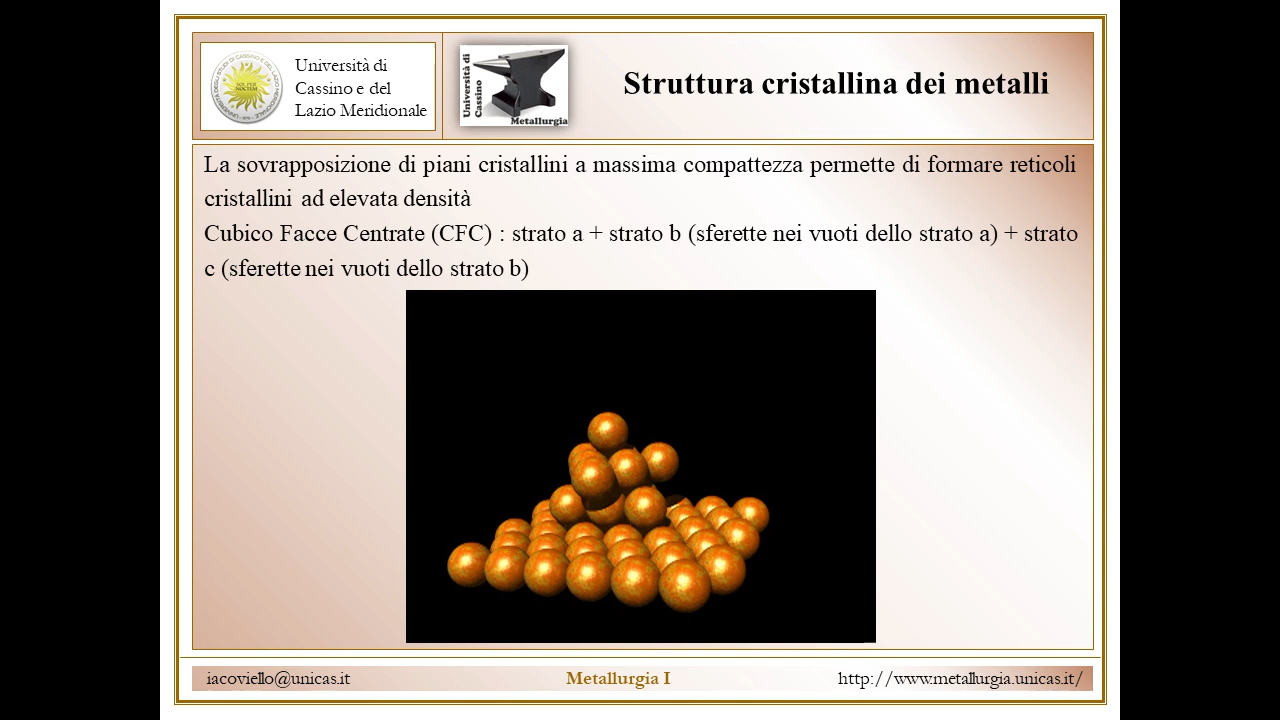 Università di
Cassino e del
Lazio Meridionale
Università di
Cassino
Metallurgia
Struttura cristallina dei metalli
La sovrapposizione di piani cristallini a massima compattezza permette di formare reticoli
cristallini ad elevata densità
Cubico Facce Centrate (CFC) : strato a + strato b (sferette nei vuoti dello strato a) + strato
c (sferette nei vuoti dello strato b)
iacoviello@unicas.it
Metallurgia I
http://www.metallurgia.unicas.it/